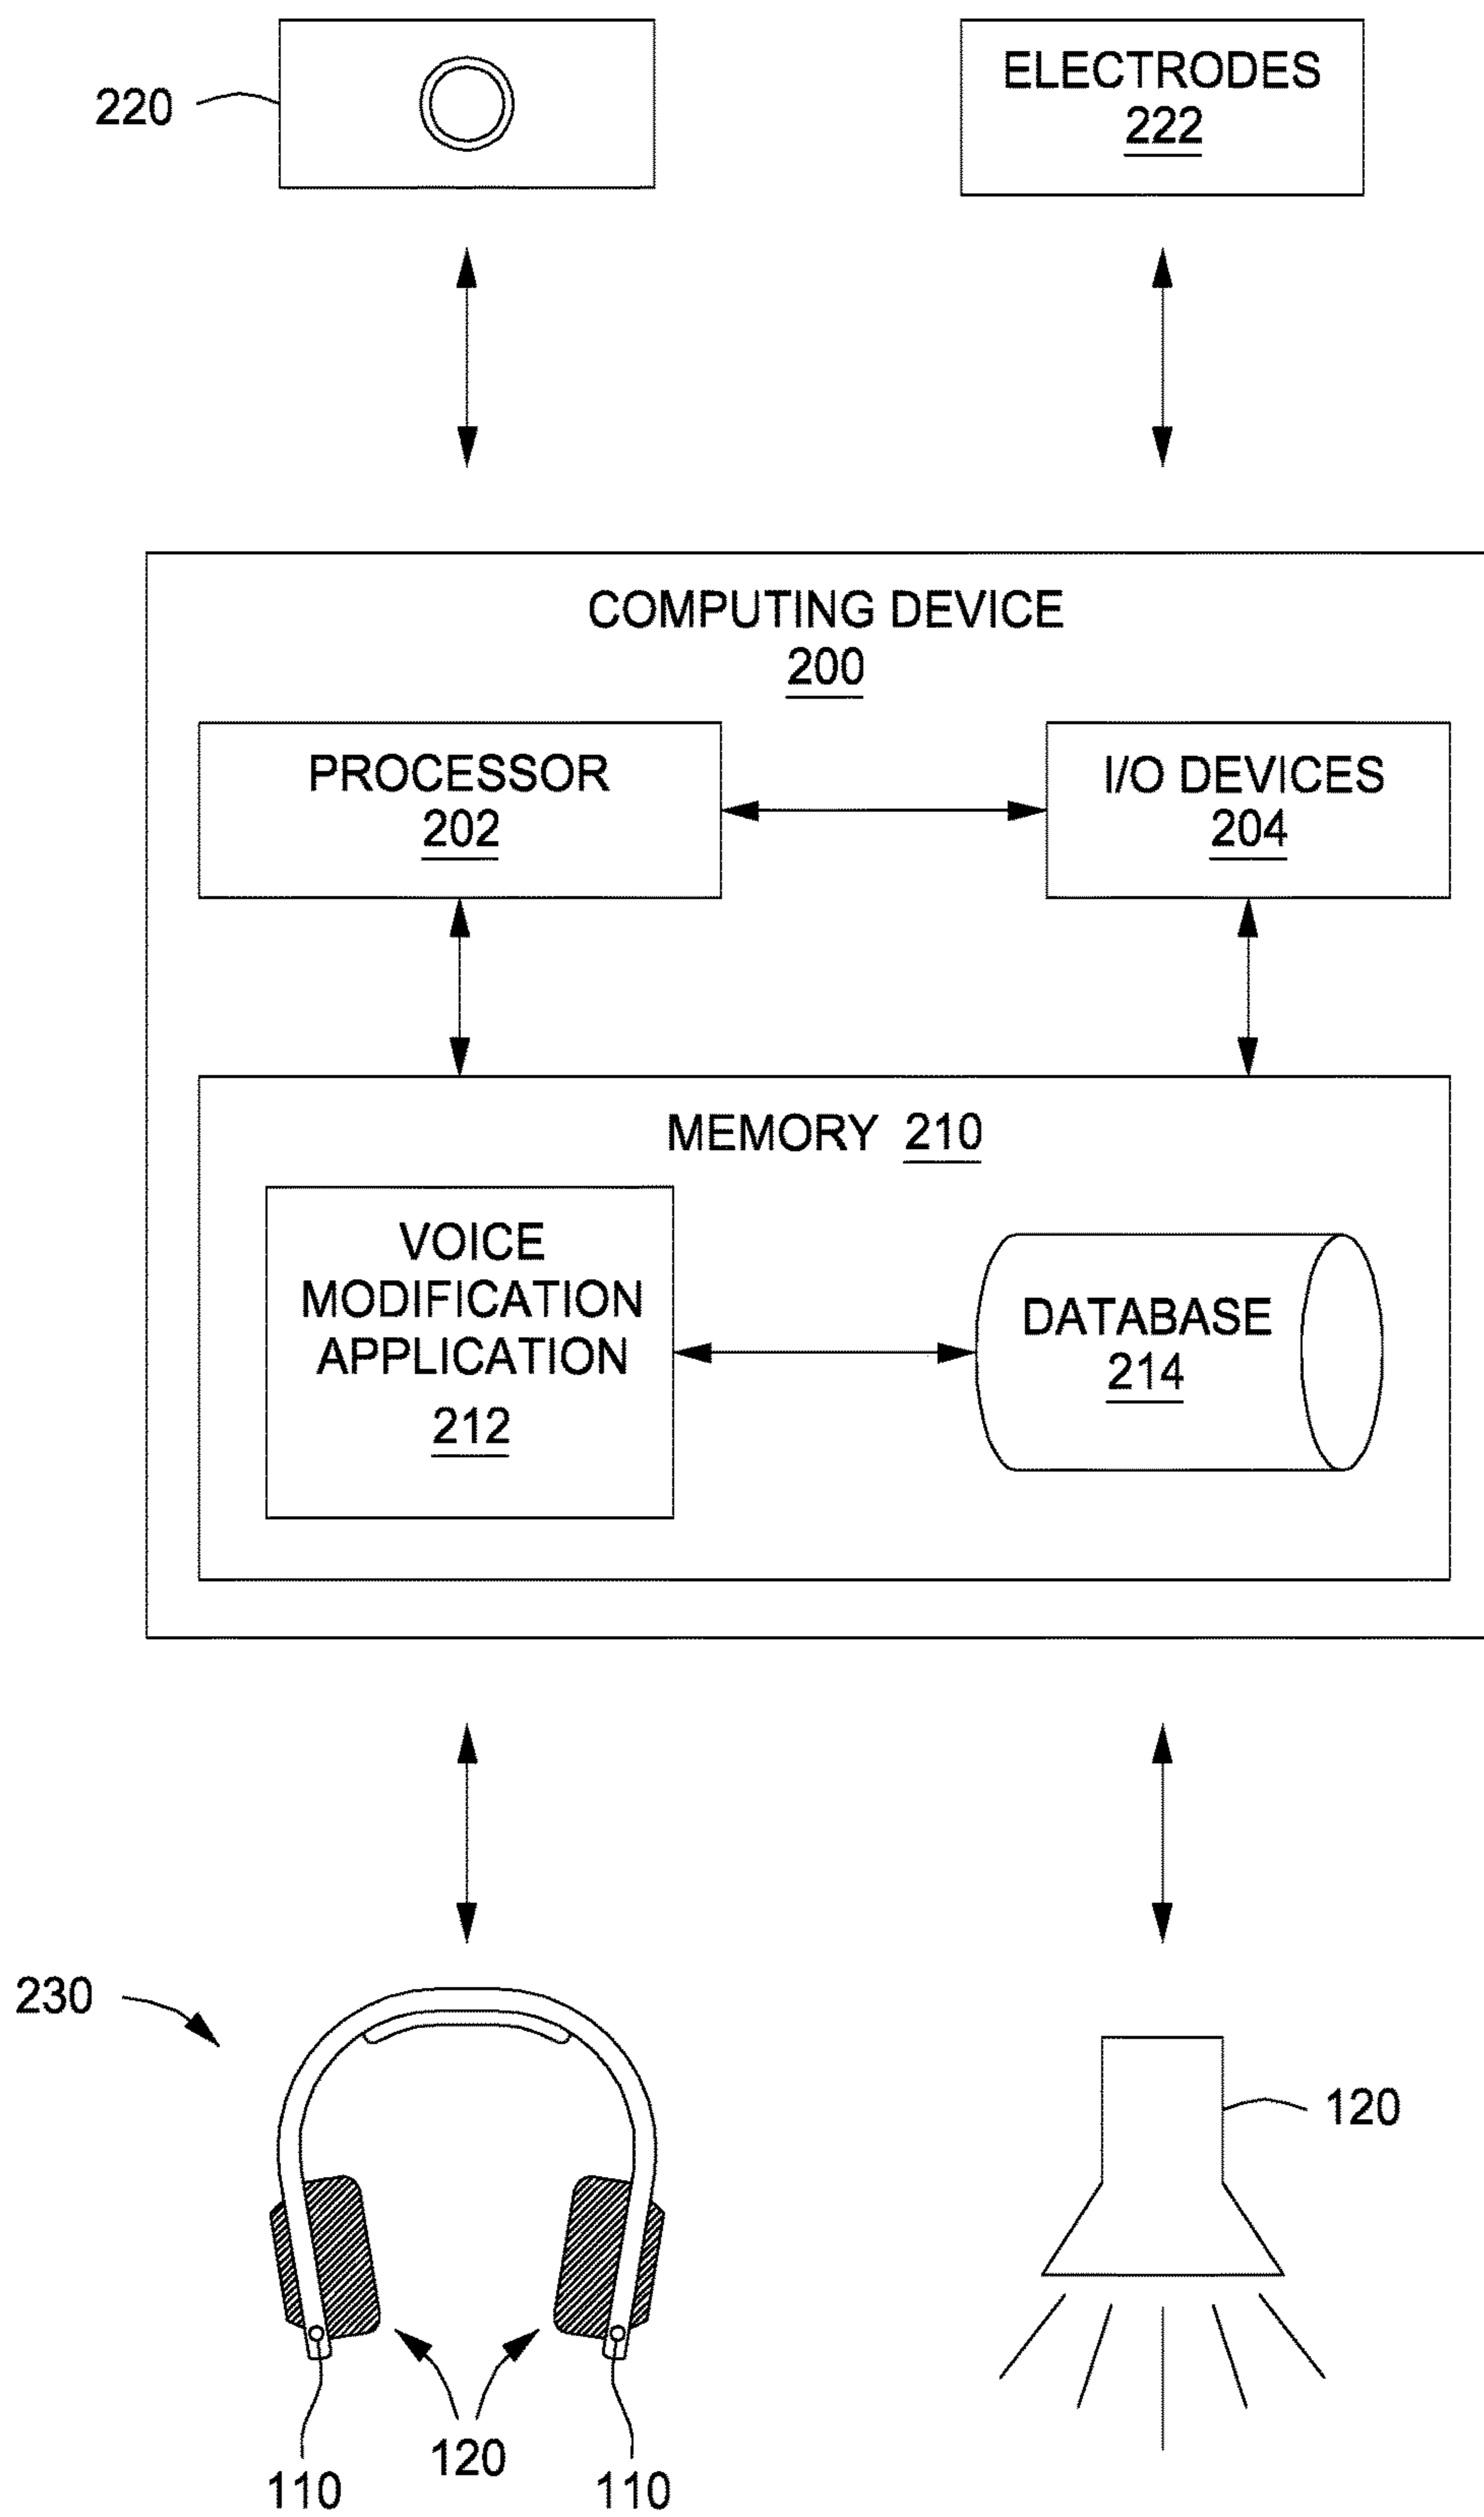 220
ELECTRODES
222
COMPUTING DEVICE
200
PROCESSOR
202
I/O DEVICES
204
MEMORY 210
VOICE
MODIFICATION
APPLICATION
212
DATABASE
214
230
120
120
110
110